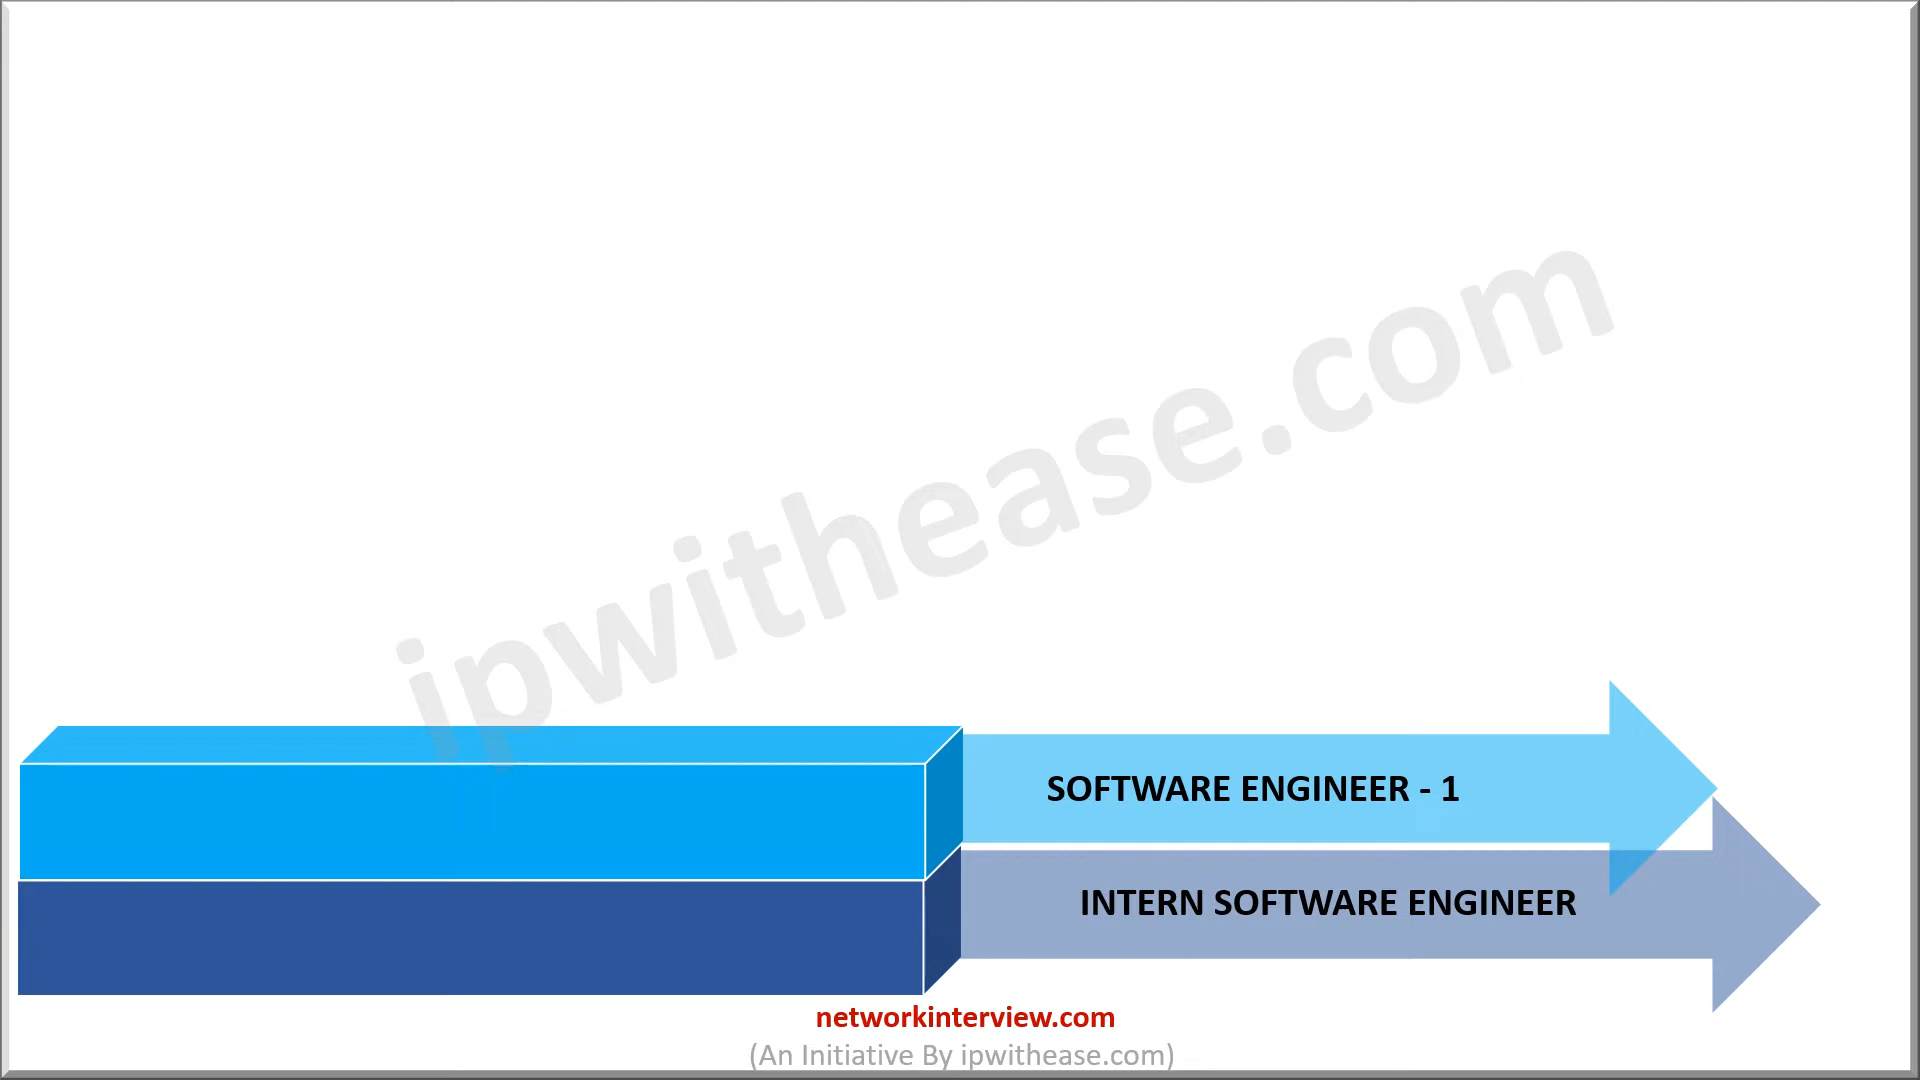 ipwithease.com
SOFTWARE ENGINEER - 1
INTERN SOFTWARE ENGINEER
networkinterview.com
(An Initiative By ipwithease.com)